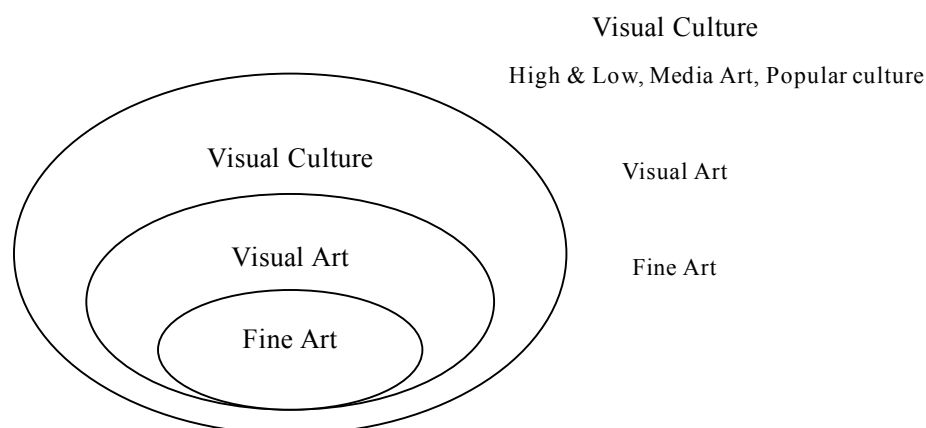 Visual Culture
High & Low, Media Art, Popular culture
Visual Culture
Visual Art
Visual Art
Fine Art
Fine Art